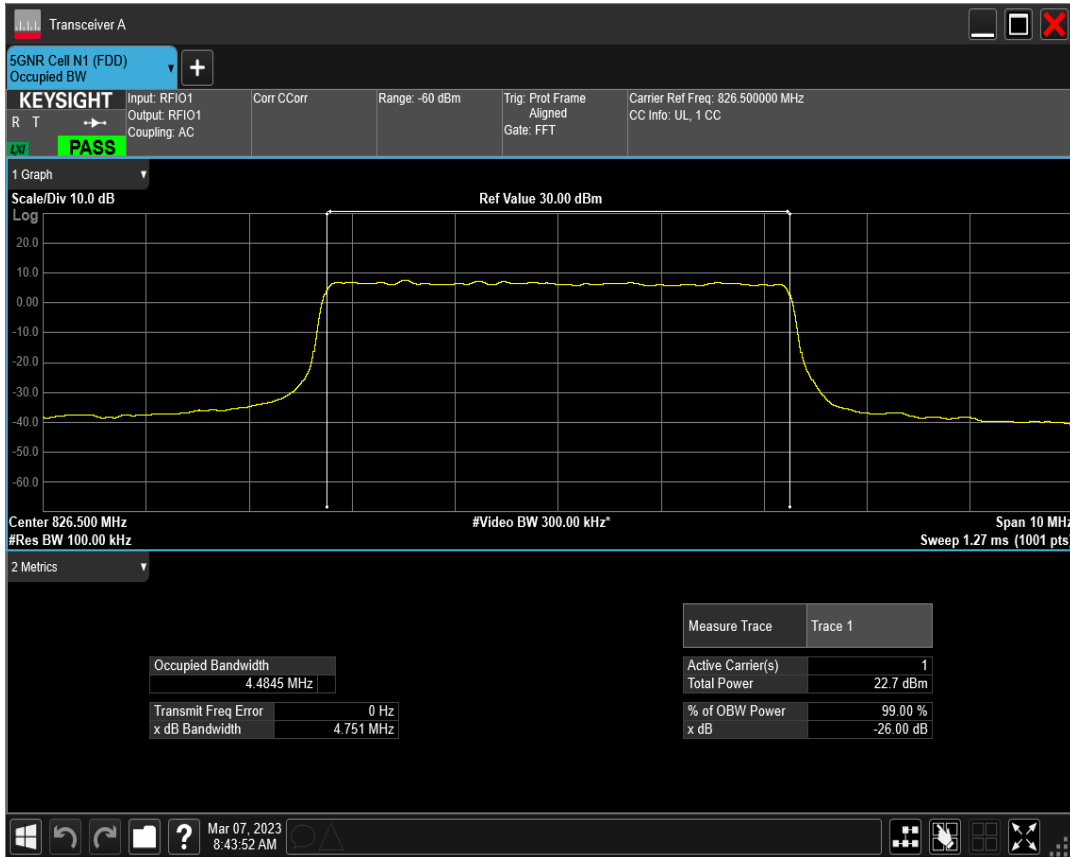 Transceiver A
5GNR Cell N1 (FDD)
Occupied BW
+
KEYSIGHT
R T
LXI
PASS
Input: RFIO1
Output: RFIO1
Coupling: AC
Corr CCorr
Range: -60 dBm
Trig: Prot Frame
Aligned
Gate: FFT
Carrier Ref Freq: 826.500000 MHz
CC Info: UL, 1 CC
1 Graph
Scale/Div 10.0 dB
Ref Value 30.00 dBm
Log
20.0
10.0
0.00
-10.0
-20.0
-30.0
-40.0
-50.0
-60.0
Center 826.500 MHz
#Video BW 300.00 kHz*
Span 10 MHz
#Res BW 100.00 kHz
Sweep 1.27 ms (1001 pts)
2 Metrics
Measure Trace Trace 1
Occupied Bandwidth
4.4845 MHz
Active Carrier(s) 1
Total Power 22.7 dBm
Transmit Freq Error 0 Hz
x dB Bandwidth 4.751 MHz
% of OBW Power 99.00 %
x dB -26.00 dB
?
Mar 07, 2023
8:43:52 AM